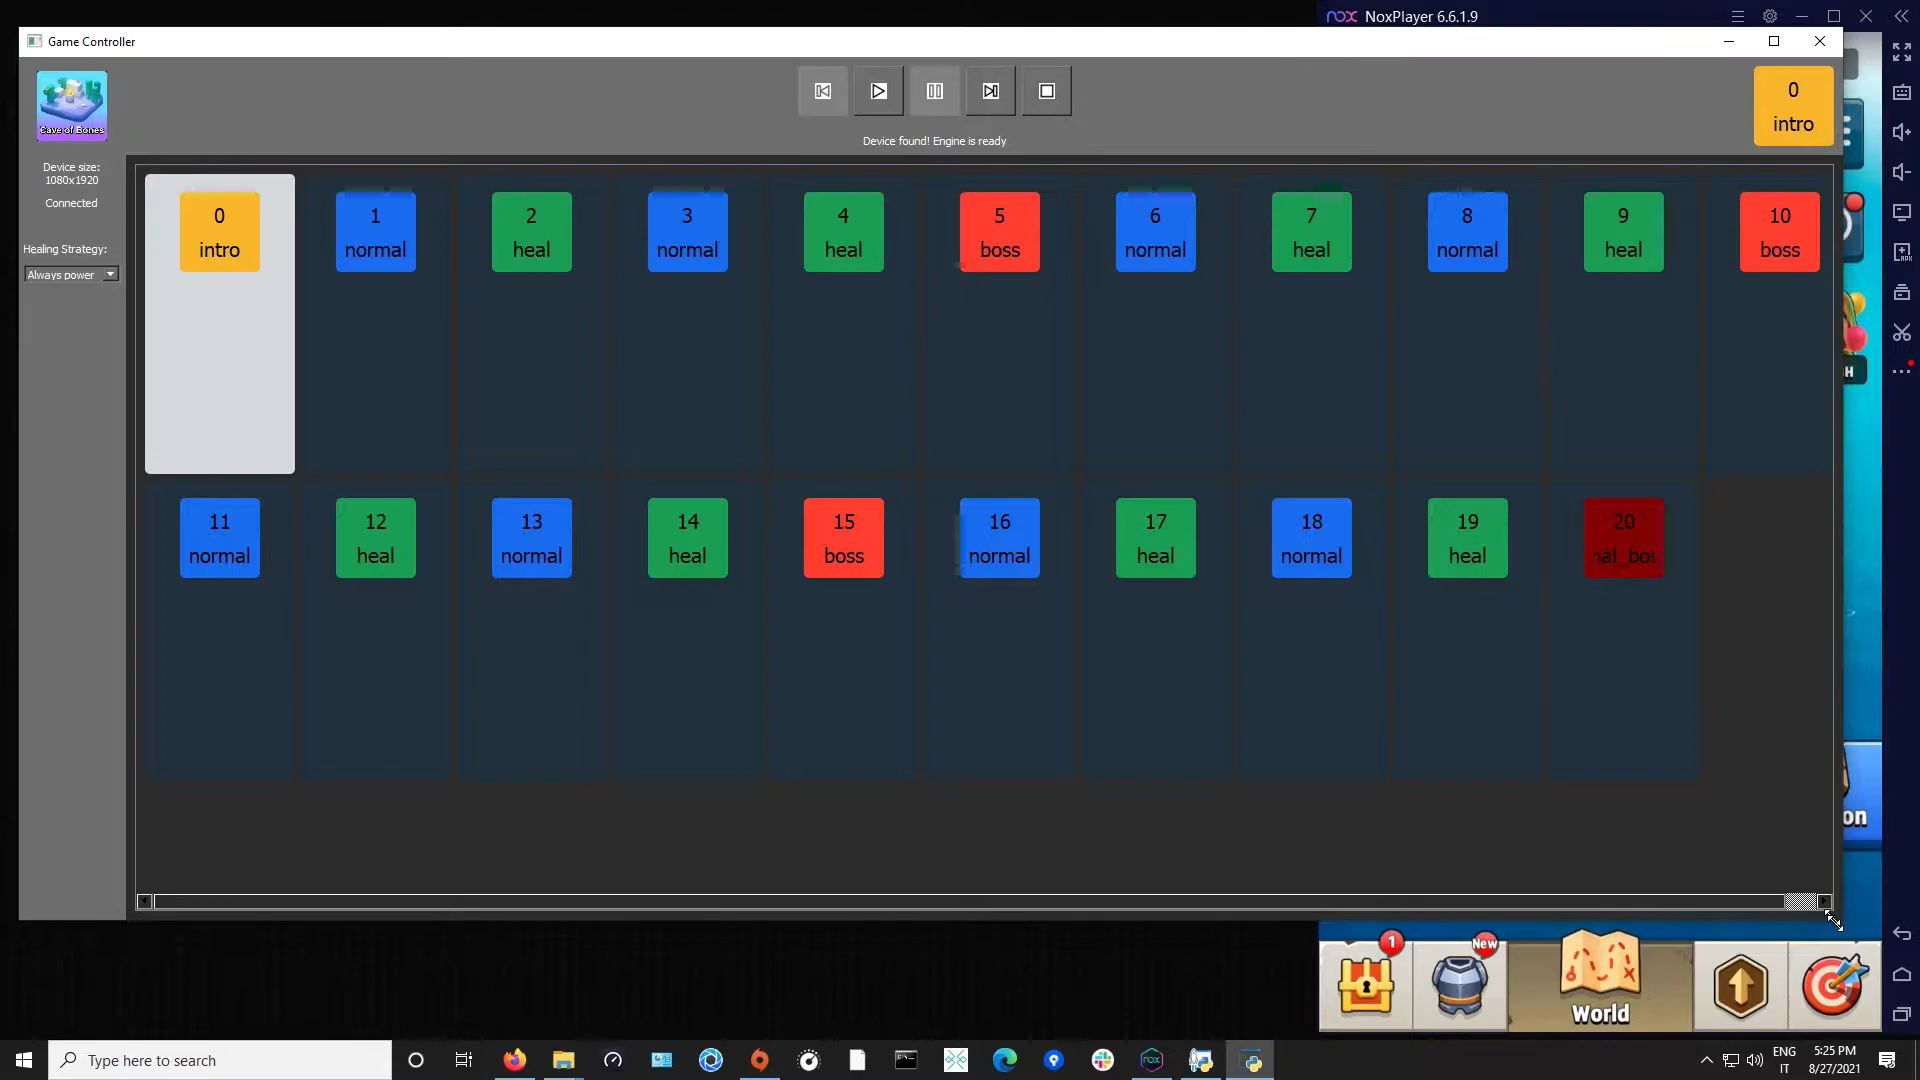 nox NoxPlayer 6.6.1.9
Game Controller
Cave of Bones
Device size:
1080x1920
Connected
Healing Strategy:
Always power
Device found! Engine is ready
0
intro
0
intro
1
normal
2
heal
3
normal
4
heal
5
boss
6
normal
7
heal
8
normal
9
heal
10
boss
11
normal
12
heal
13
normal
14
heal
15
boss
16
normal
17
heal
18
normal
19
heal
20
nal_bos
H
on
1
New
World
Type here to search
nox
ENG
IT
5:25 PM
8/27/2021